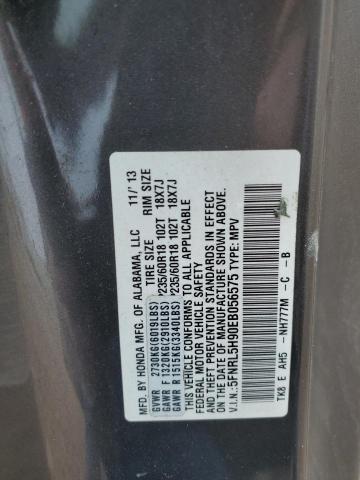 MFD. BY HONDA MFG. OF ALABAMA, LLC 11/'13
TIRE SIZE RIM SIZE
GVWR 2730KG(6019LBS)
GAWR F 1320KG(2910LBS) P235/60R18 102T 18X7J
GAWR R 1515KG(3340LBS) P235/60R18 102T 18X7J
THIS VEHICLE CONFORMS TO ALL APPLICABLE
FEDERAL MOTOR VEHICLE SAFETY
AND THEFT PREVENTION STANDARDS IN EFFECT
ON THE DATE OF MANUFACTURE SHOWN ABOVE.
V.I.N.:5FNRL5H90EB056575 TYPE: MPV
TK8 E AH5 -NH777M -C -B